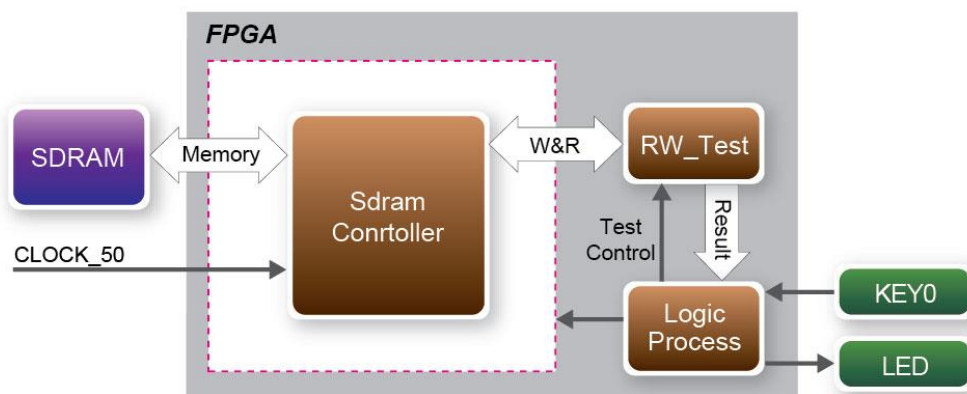 FPGA
SDRAM
Memory
Sdram
Conrtoller
W&R
RW_Test
CLOCK_50
Test
Control
Result
Logic
Process
KEY0
LED